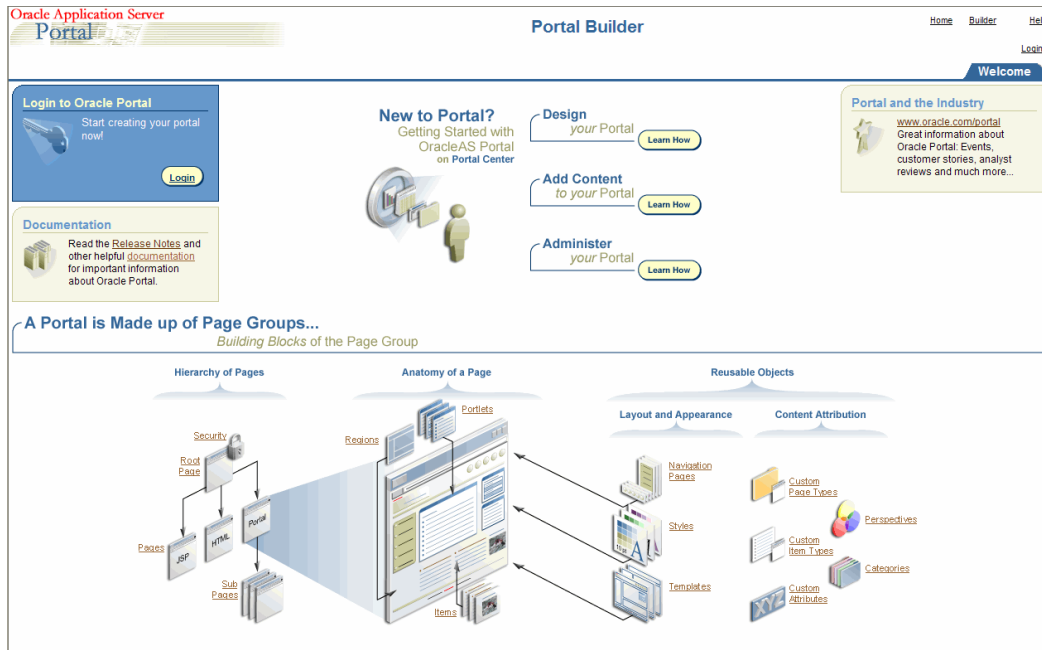 Oracle Application Server
Portal
Portal Builder
Home Builder Hel
Login
Welcome
Login to Oracle Portal
Start creating your portal
now!
Login
Documentation
Read the Release Notes and
other helpful documentation
for important information
about Oracle Portal.
New to Portal?
Getting Started with
OracleAS Portal
on Portal Center
Design
your Portal
Learn How
Add Content
to your Portal
Learn How
Administer
your Portal
Learn How
Portal and the Industry
www.oracle.com/portal
Great information about
Oracle Portal: Events,
customer stories, analyst
reviews and much more...
A Portal is Made up of Page Groups...
Building Blocks of the Page Group
Hierarchy of Pages
Security
Root
Page
Pages
JSP
HTML
Portal
Sub
Pages
Anatomy of a Page
Portlets
Regions
Items
Reusable Objects
Layout and Appearance
Navigation
Pages
Styles
A
Templates
Content Attribution
Custom
Page Types
Perspectives
Custom
Item Types
Categories
XYZ
Custom
Attributes